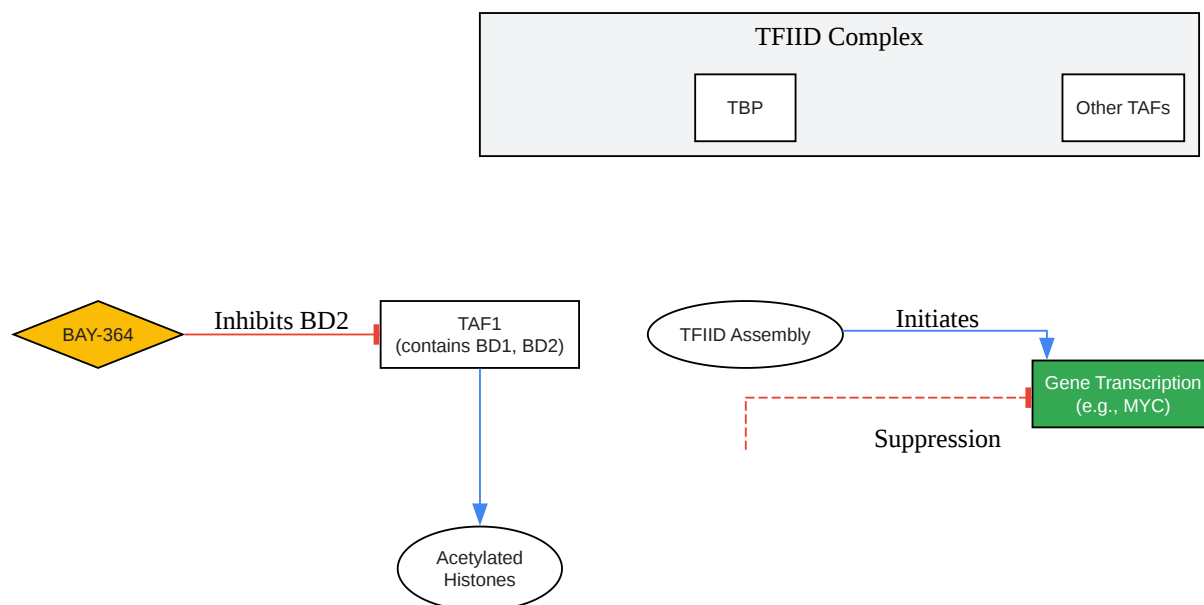 TFIID Complex
TBP
Other TAFs
BAY-364
Inhibits BD2
TAF1
(contains BD1, BD2)
TFIID Assembly
Initiates
Gene Transcription
(e.g., MYC)
Suppression
Acetylated
Histones